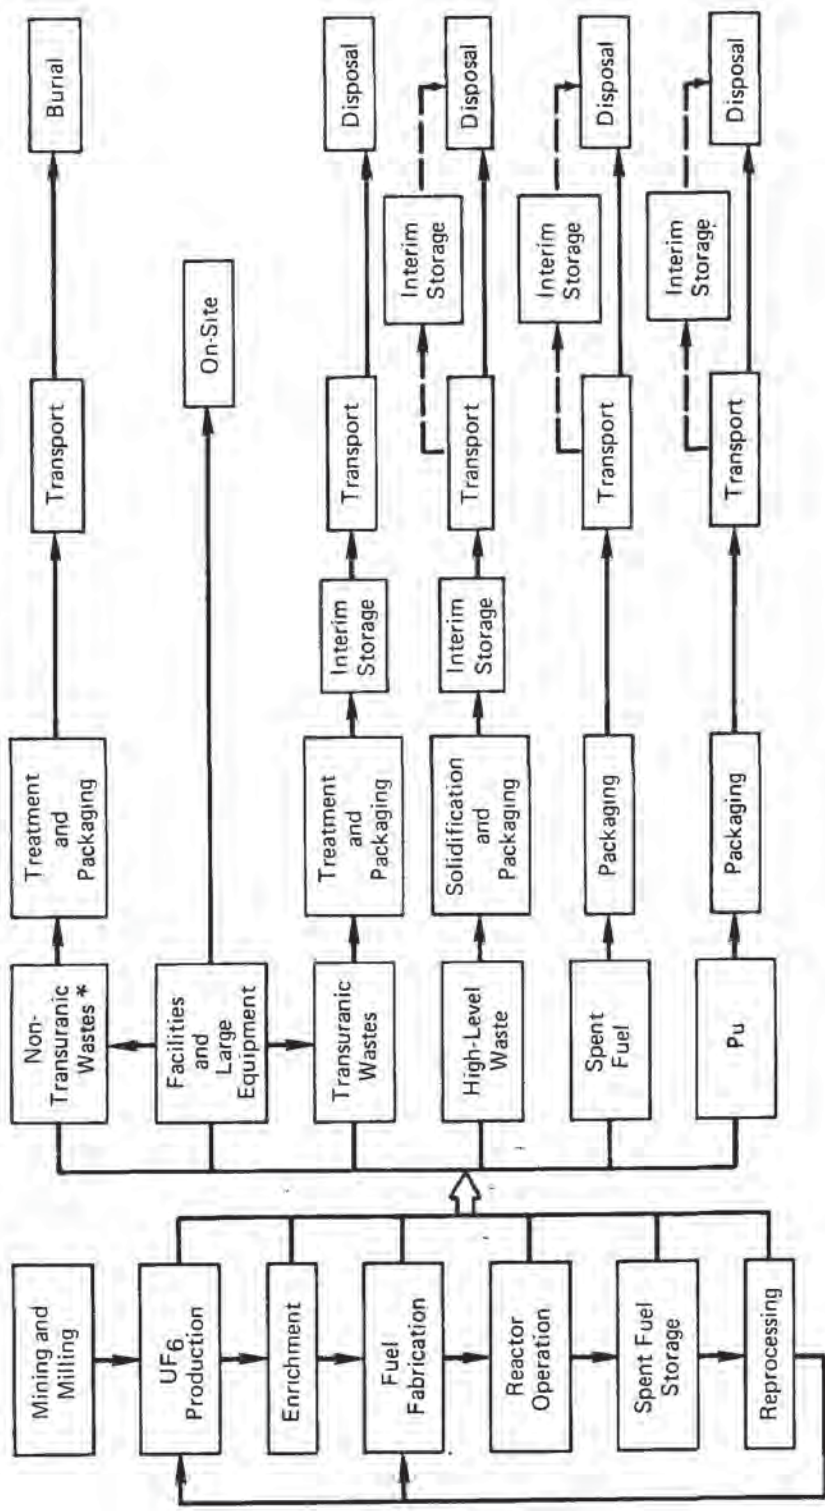 Mining and
Milling
UF6
Production
Enrichment
Fuel
Fabrication
Reactor
Operation
Spent Fuel
Storage
Reprocessing
Non-
Transuranic
Wastes *
Treatment
and
Packaging
Transport
Burial
Facilities
and
Large
Equipment
On-Site
Transuranic
Wastes
Treatment
and
Packaging
Interim
Storage
Transport
Disposal
High-Level
Waste
Solidification
and
Packaging
Interim
Storage
Transport
Interim
Storage
Disposal
Spent
Fuel
Packaging
Transport
Interim
Storage
Disposal
Pu
Packaging
Transport
Interim
Storage
Disposal